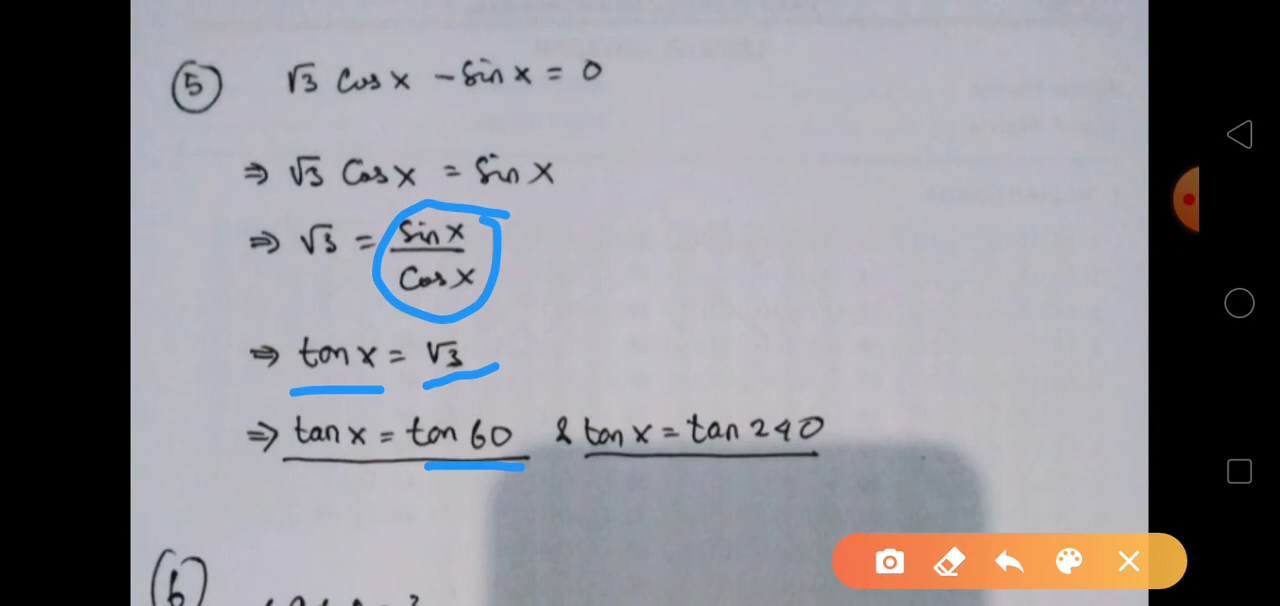 ⑤ √3 Cos x - Sin x = 0
⇒ √3 Cos x = Sin x
⇒ √3 = Sin x / Cos x
⇒ tan x = √3
⇒ tan x = tan 60 & tan x = tan 240
⑥